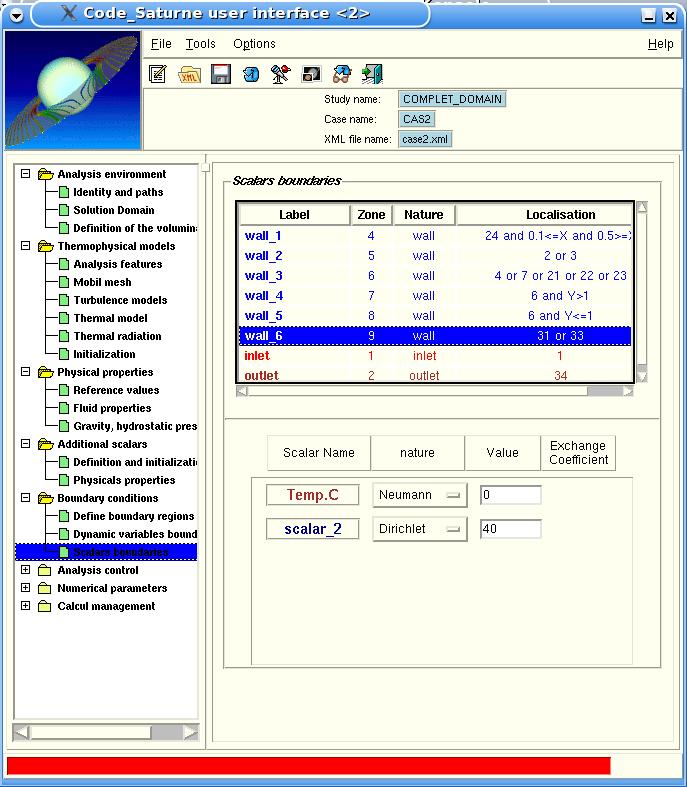 Code_Saturne user interface <2>
File Tools Options Help
XML
Study name: COMPLET_DOMAIN
Case name: CAS2
XML file name: case2.xml
Analysis environment
Identity and paths
Solution Domain
Definition of the volumin
Thermophysical models
Analysis features
Mobil mesh
Turbulence models
Thermal model
Thermal radiation
Initialization
Physical properties
Reference values
Fluid properties
Gravity, hydrostatic pres
Additional scalars
Definition and initializati
Physicals properties
Boundary conditions
Define boundary regions
Dynamic variables bound
Scalars boundaries
Analysis control
Numerical parameters
Calcul management
Scalars boundaries
Label Zone Nature Localisation
wall_1 4 wall 24 and 0.1<=X and 0.5>=
wall_2 5 wall 2 or 3
wall_3 6 wall 4 or 7 or 21 or 22 or 23
wall_4 7 wall 6 and Y>1
wall_5 8 wall 6 and Y<=1
wall_6 9 wall 31 or 33
inlet 1 inlet 1
outlet 2 outlet 34
Scalar Name nature Value Exchange
Coefficient
Temp.C Neumann 0
scalar_2 Dirichlet 40